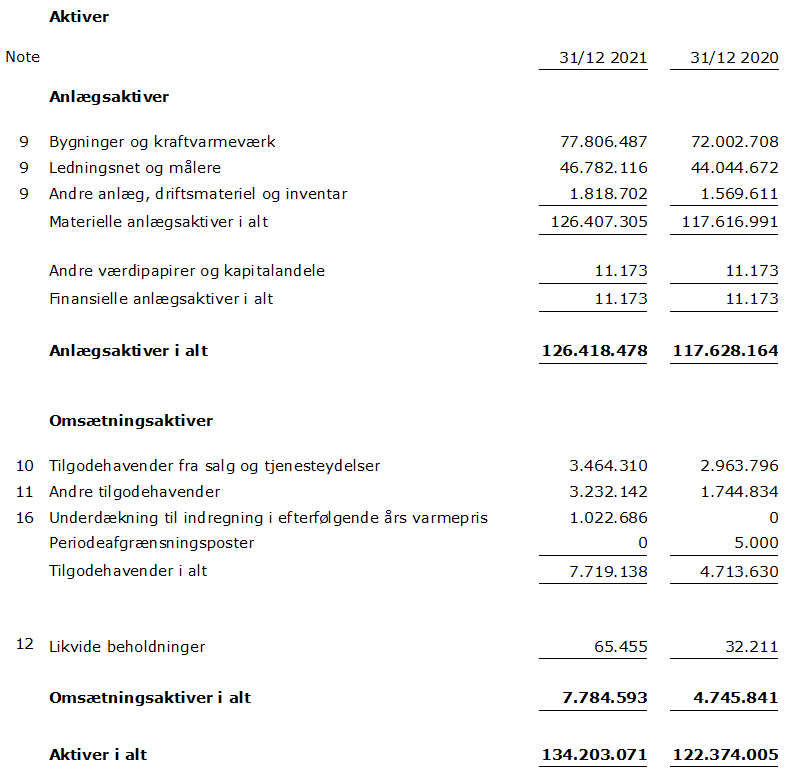 Aktiver
Note 31/12 2021 31/12 2020
Anlægsaktiver
9 Bygninger og kraftvarmeværk 77.806.487 72.002.708
9 Ledningsnet og målere 46.782.116 44.044.672
9 Andre anlæg, driftsmateriel og inventar 1.818.702 1.569.611
Materielle anlægsaktiver i alt 126.407.305 117.616.991
Andre værdipapirer og kapitalandele 11.173 11.173
Finansielle anlægsaktiver i alt 11.173 11.173
Anlægsaktiver i alt 126.418.478 117.628.164
Omsætningsaktiver
10 Tilgodehavender fra salg og tjenesteydelser 3.464.310 2.963.796
11 Andre tilgodehavender 3.232.142 1.744.834
16 Underdækning til indregning i efterfølgende års varmepris 1.022.686 0
Periodeafgrænsningsposter 0 5.000
Tilgodehavender i alt 7.719.138 4.713.630
12 Likvide beholdninger 65.455 32.211
Omsætningsaktiver i alt 7.784.593 4.745.841
Aktiver i alt 134.203.071 122.374.005